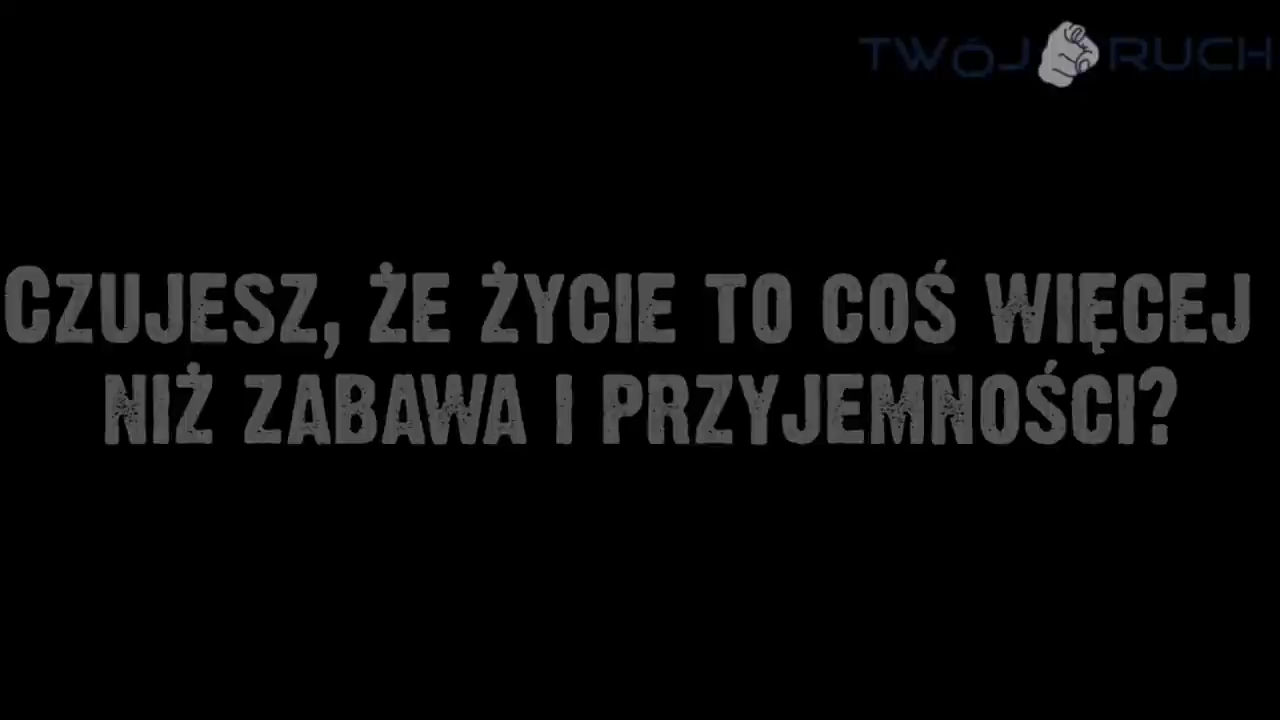 TWÓJ RUCH
CZUJESZ, ŻE ŻYCIE TO COŚ WIĘCEJ
NIŻ ZABAWA I PRZYJEMNOŚCI?